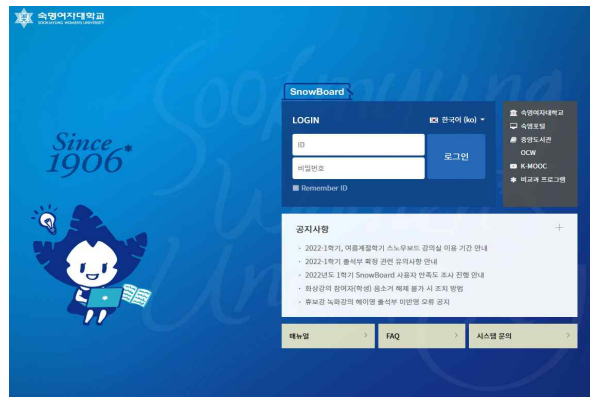 숙명여자대학교
SOOKMYUNG WOMEN'S UNIVERSITY
Sookmyung
Women's
University
Since
1906
SnowBoard
LOGIN
한국어 (ko)
ID
비밀번호
로그인
Remember ID
숙명여자대학교
숙명포털
중앙도서관
OCW
K-MOOC
비교과 프로그램
공지사항
2022-1학기, 여름계절학기 스노우보드 강의실 이용 기간 안내
2022-1학기 출석부 확정 관련 유의사항 안내
2022년도 1학기 SnowBoard 사용자 만족도 조사 진행 안내
화상강의 참여자(학생) 음소거 해제 불가 시 조치 방법
휴보강 녹화강의 헤이영 출석부 미반영 오류 공지
매뉴얼
FAQ
시스템 문의